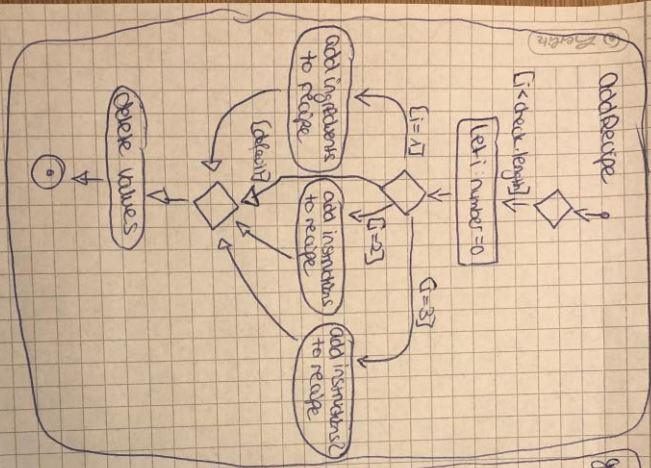 addRecipe
[i<check.length]
let i:number=0
[i=1]
[i=2]
[i=3]
[default]
add ingredients
to recipe
add instructions
to recipe
add instructions2
to recipe
delete values